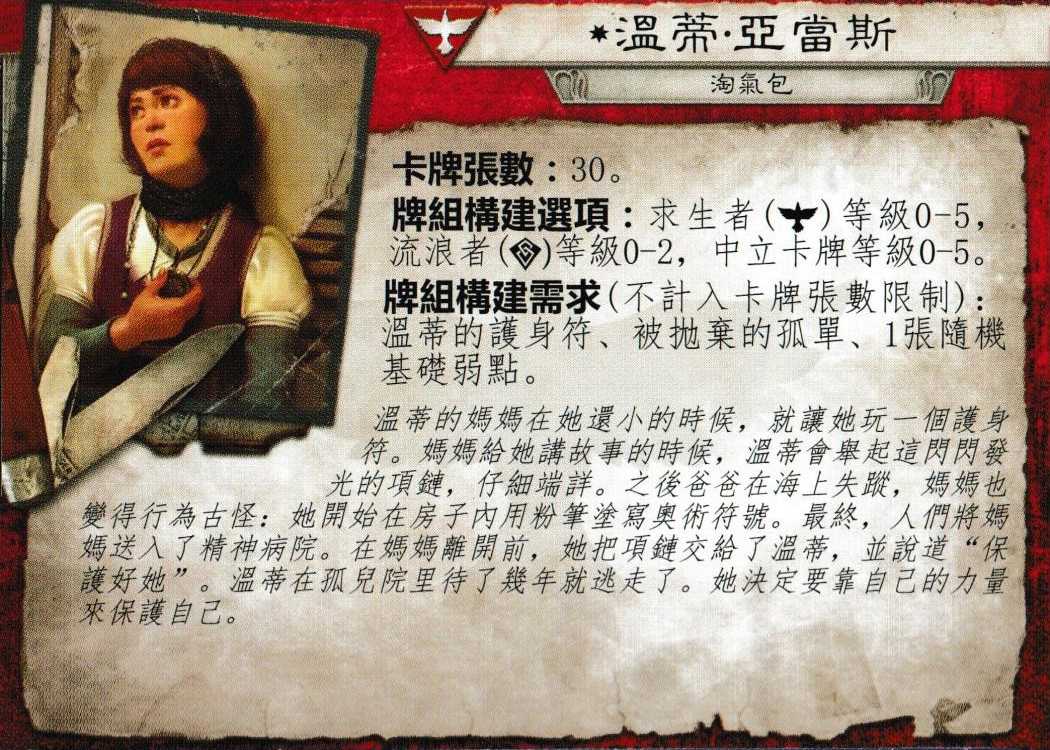 ✷溫蒂·亞當斯
淘氣包
卡牌張數：30。
牌組構建選項：求生者()等級0-5，
流浪者()等級0-2，中立卡牌等級0-5。
牌組構建需求(不計入卡牌張數限制)：
溫蒂的護身符、被拋棄的孤單、1張隨機
基礎弱點。
溫蒂的媽媽在她還小的時候，就讓她玩一個護身
符。媽媽給她講故事的時候，溫蒂會舉起這閃閃發
光的項鏈，仔細端詳。之後爸爸在海上失蹤，媽媽也
變得行為古怪：她開始在房子內用粉筆塗寫奧術符號。最終，人們將媽
媽送入了精神病院。在媽媽離開前，她把項鏈交給了溫蒂，並說道“保
護好她”。溫蒂在孤兒院里待了幾年就逃走了。她決定要靠自己的力量
來保護自己。